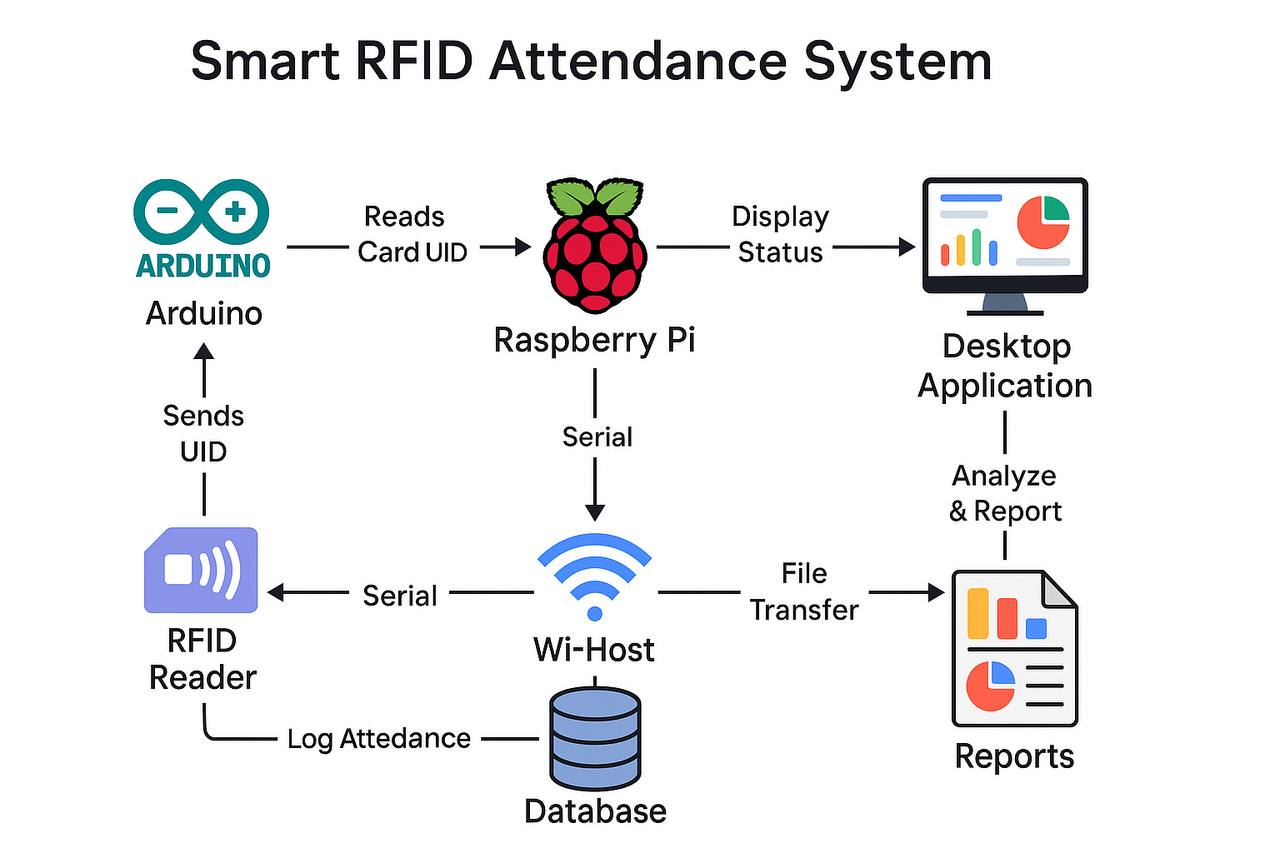 Smart RFID Attendance System
ARDUINO
Arduino
Reads
Card UID
Raspberry Pi
Display
Status
Desktop
Application
Sends
UID
Serial
Analyze
& Report
RFID
Reader
Serial
Wi-Host
File
Transfer
Reports
Log Attedance
Database